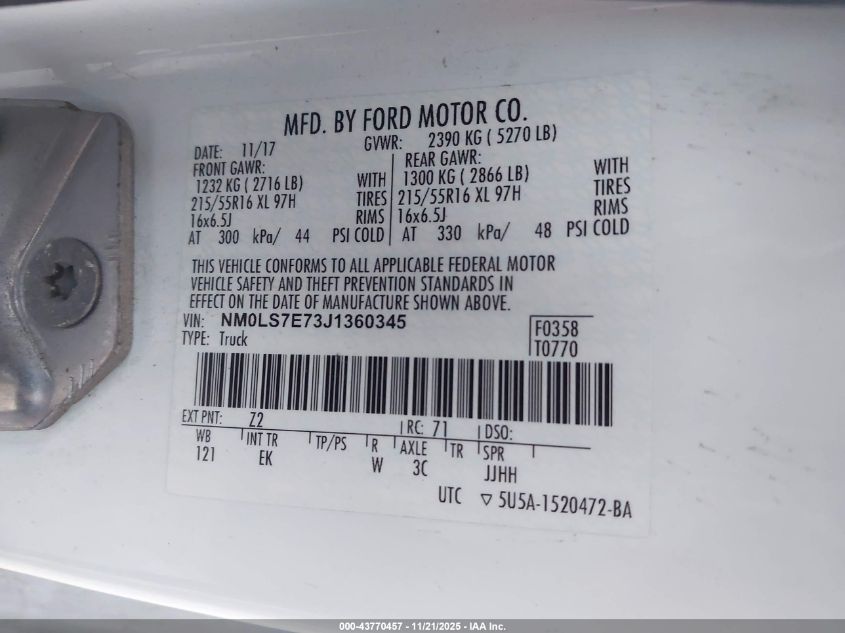 MFD. BY FORD MOTOR CO.
DATE: 11/17 GVWR: 2390 KG ( 5270 LB)
FRONT GAWR: REAR GAWR:
1232 KG ( 2716 LB) WITH 1300 KG ( 2866 LB) WITH
215/55R16 XL 97H TIRES 215/55R16 XL 97H TIRES
16x6.5J RIMS 16x6.5J RIMS
AT 300 kPa/ 44 PSI COLD AT 330 kPa/ 48 PSI COLD
THIS VEHICLE CONFORMS TO ALL APPLICABLE FEDERAL MOTOR
VEHICLE SAFETY AND THEFT PREVENTION STANDARDS IN
EFFECT ON THE DATE OF MANUFACTURE SHOWN ABOVE.
VIN: NM0LS7E73J1360345 F0358
TYPE: Truck T0770
EXT PNT: Z2 RC: 71 DSO:
WB INT TR TP/PS R AXLE TR SPR
121 EK W 3C JJHH
UTC ▽ 5U5A-1520472-BA
000-43770457 - 11/21/2025 - IAA Inc.